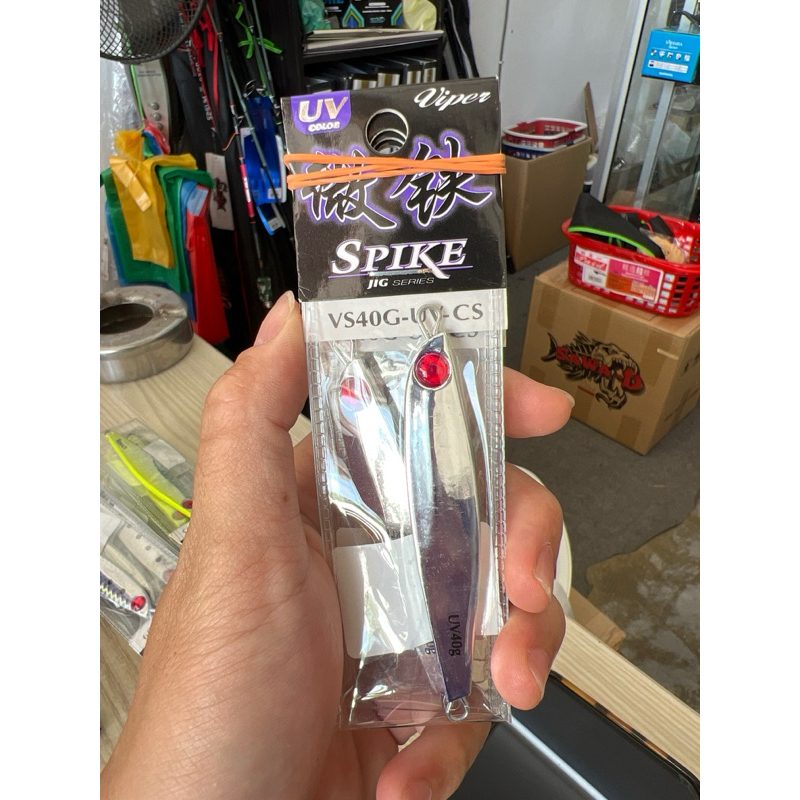 UV
COLOR
Viper
微铁
SPIKE
JIG SERIES
VS40G-UV-CS
UV40g